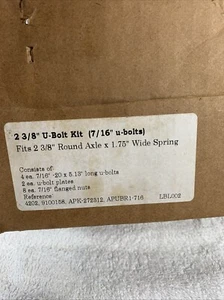 2 3/8" U-Bolt Kit (7/16" u-bolts)
Fits 2 3/8" Round Axle x 1.75" Wide Spring
Consists of:
4 ea. 7/16" -20 x 5.13" long u-bolts
2 ea. u-bolt plates
8 ea. 7/16" flanged nuts
Reference:
4202, 9100158, APK-272512, APUBR1-716 LBL002